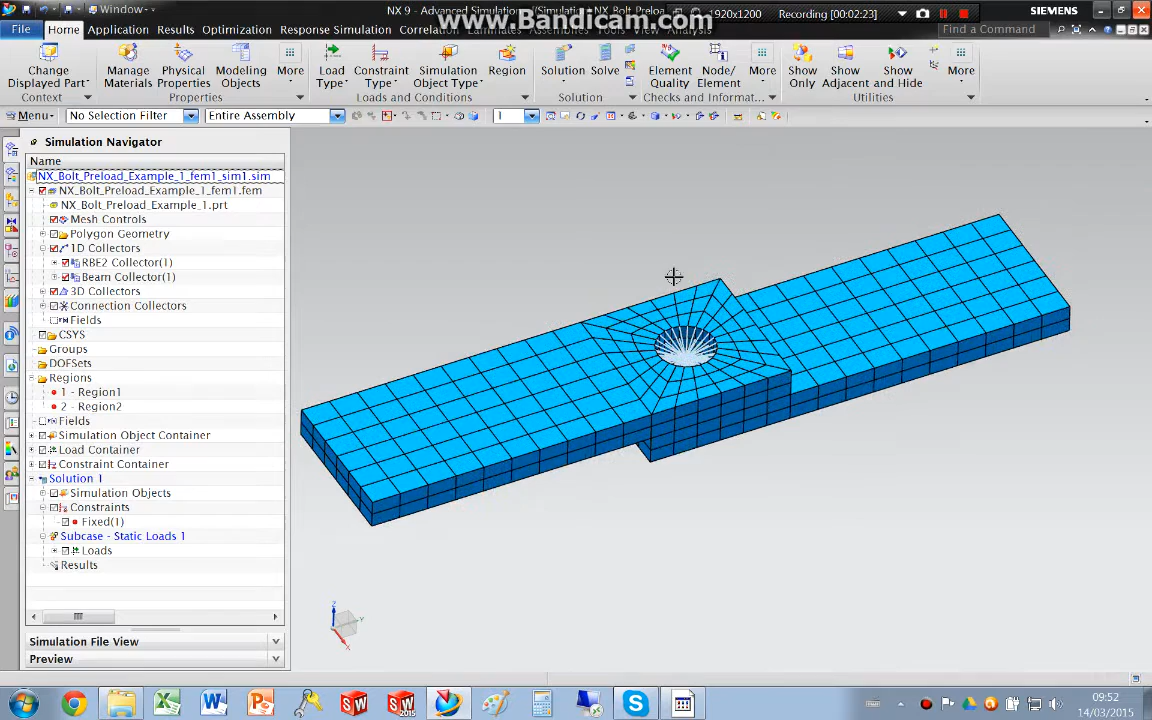 Window
NX 9 - Advanced Simulation
www.Bandicam.com
1920x1200
Recording [00:02:23]
SIEMENS
File
Home
Application
Results
Optimization
Response Simulation
Correlation
Laminates
Assemblies
Tools
View
Analysis
Find a Command
Change Displayed Part
Manage Materials
Physical Properties
Modeling Objects
More
Load Type
Constraint Type
Simulation Object Type
Region
Solution
Solve
Element Quality
Node/Element
More
Show Only
Show Adjacent
Show and Hide
More
Context
Properties
Loads and Conditions
Solution
Checks and Informat...
Utilities
Menu
No Selection Filter
Entire Assembly
1
Simulation Navigator
Name
NX_Bolt_Preload_Example_1_fem1_sim1.sim
NX_Bolt_Preload_Example_1_fem1.fem
NX_Bolt_Preload_Example_1.prt
Mesh Controls
Polygon Geometry
1D Collectors
RBE2 Collector(1)
Beam Collector(1)
3D Collectors
Connection Collectors
Fields
CSYS
Groups
DOFSets
Regions
1 - Region1
2 - Region2
Fields
Simulation Object Container
Load Container
Constraint Container
Solution 1
Simulation Objects
Constraints
Fixed(1)
Subcase - Static Loads 1
Loads
Results
Simulation File View
Preview
Z
Y
X
09:52
14/03/2015